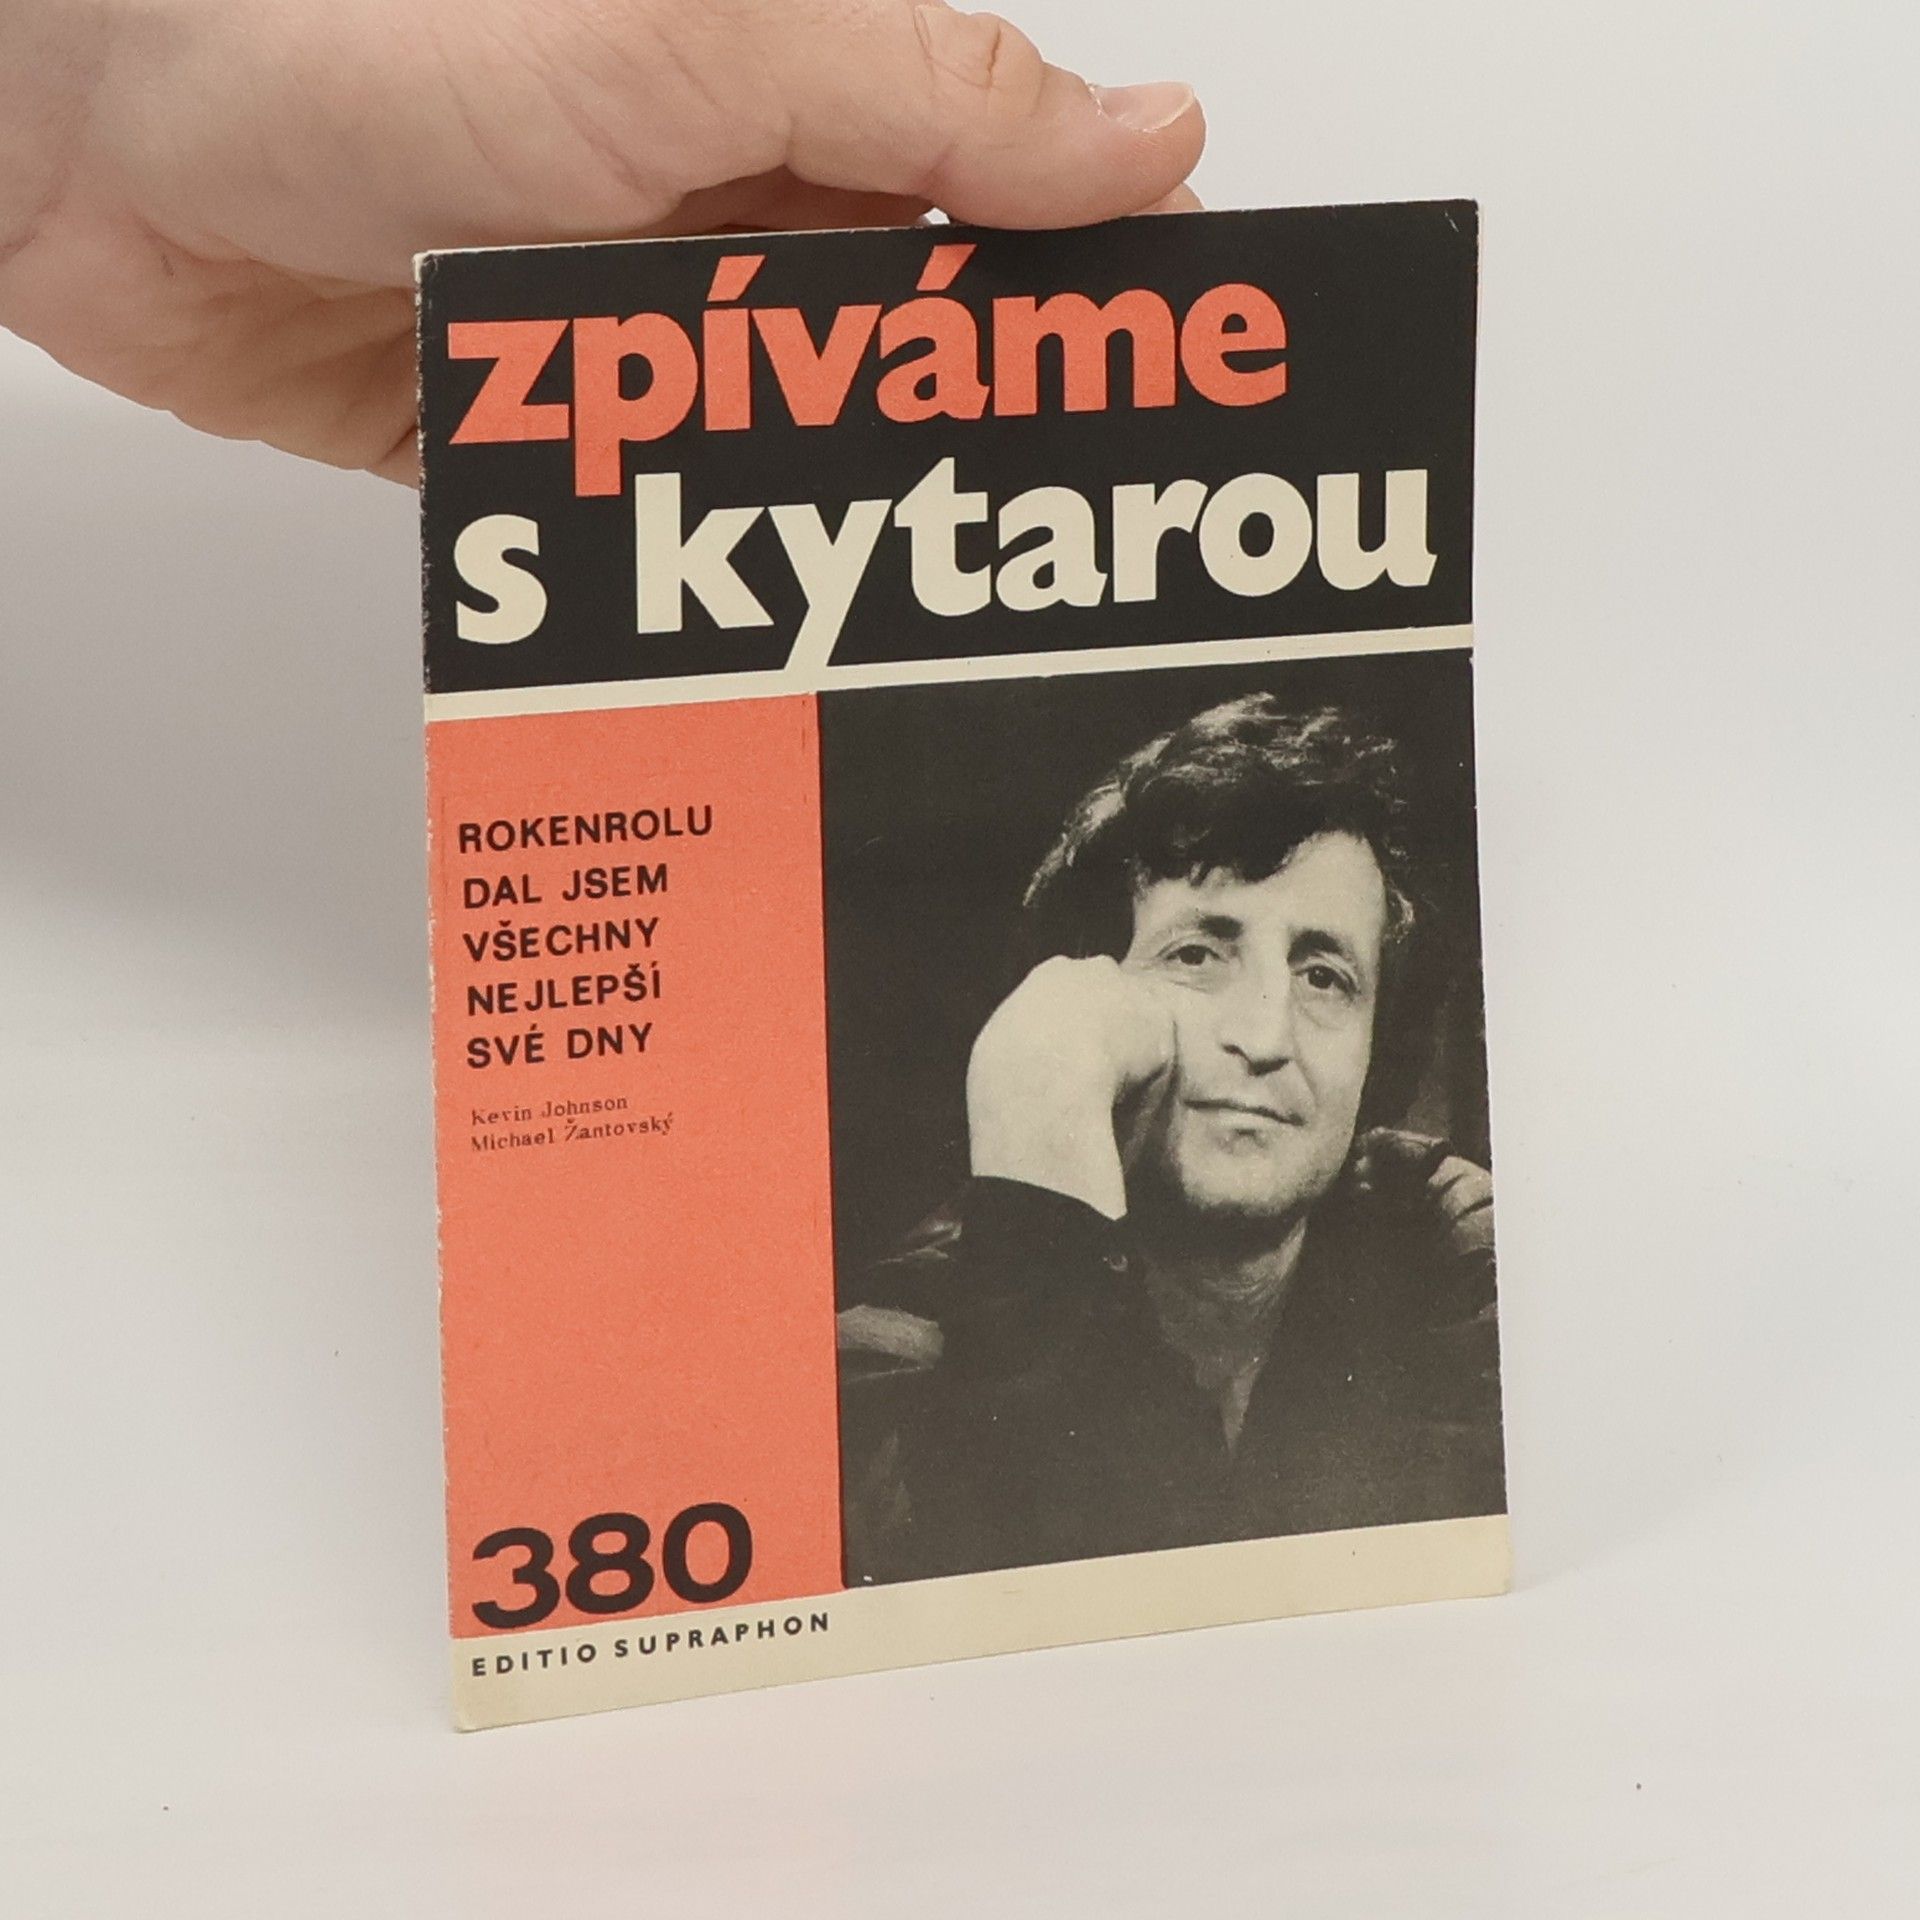 zpíváme
s kytarou
ROKENROLU
DAL JSEM
VŠECHNY
NEJLEPŠÍ
SVÉ DNY
Kevin Johnson
Michael Žantovský
380
EDITIO SUPRAPHON